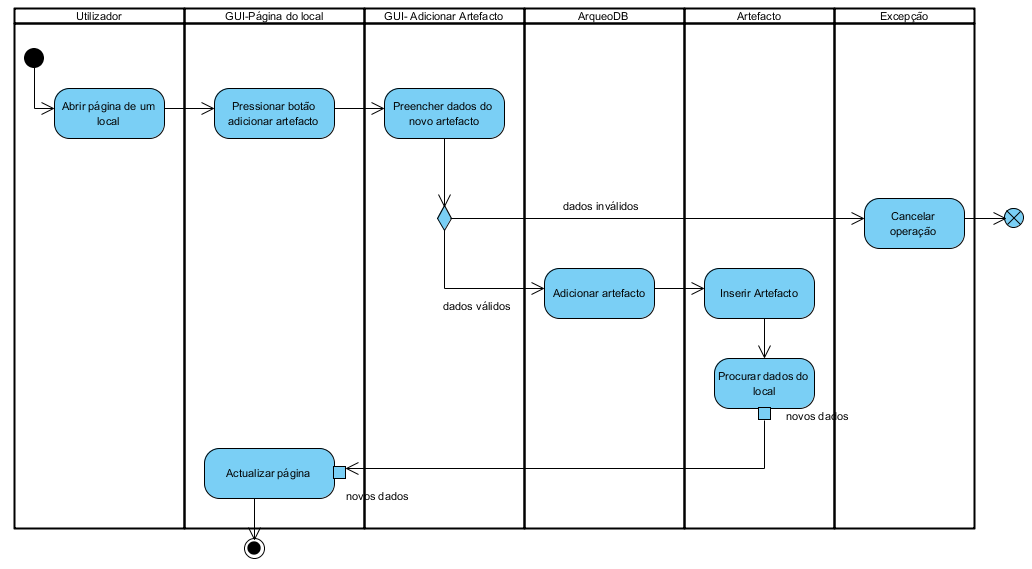 Utilizador
GUI-Página do local
GUI- Adicionar Artefacto
ArqueoDB
Artefacto
Excepção
Abrir página de um
local
Pressionar botão
adicionar artefacto
Preencher dados do
novo artefacto
dados inválidos
Cancelar
operação
Adicionar artefacto
Inserir Artefacto
dados válidos
Procurar dados do
local
novos dados
Actualizar página
novos dados